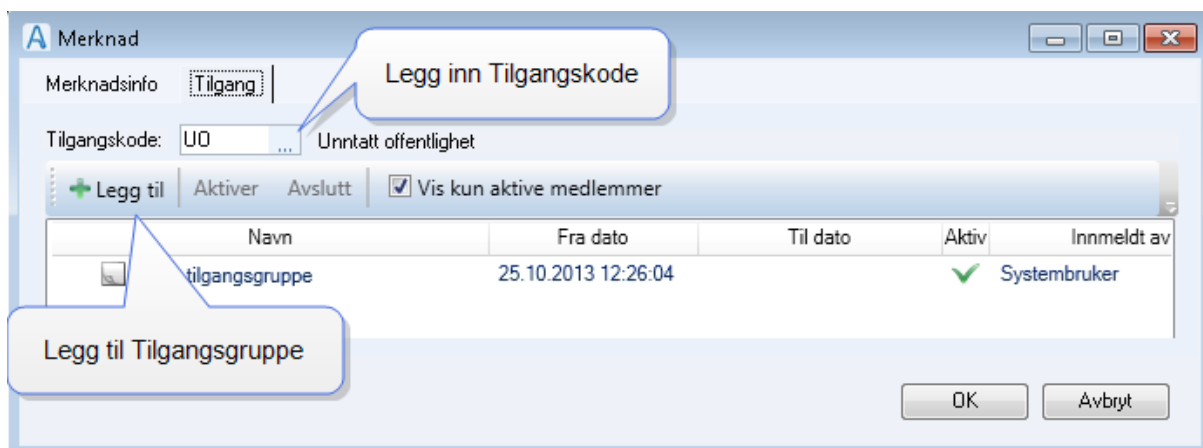 Merknad
Legg inn Tilgangskode
Merknadsinfo Tilgang
Tilgangskode: UO ... Unntatt offentlighet
Legg til Aktiver Avslutt Vis kun aktive medlemmer
Navn Fra dato Til dato Aktiv Innmeldt av
tilgangsgruppe 25.10.2013 12:26:04 Systembruker
Legg til Tilgangsgruppe
OK Avbryt